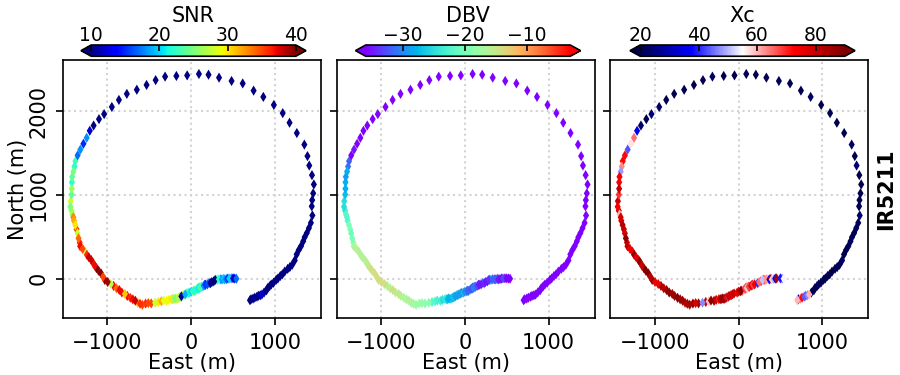 SNR DBV Xc
10 20 30 40 −30 −20 −10 20 40 60 80
2000
1000
0
North (m)
IR5211
−1000 0 1000 −1000 0 1000 −1000 0 1000
East (m) East (m) East (m)